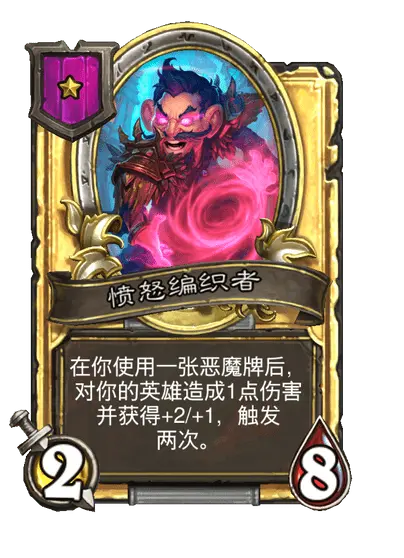 愤怒编织者
在你使用一张恶魔牌后，
对你的英雄造成1点伤害
并获得+2/+1，触发
两次。
2
8